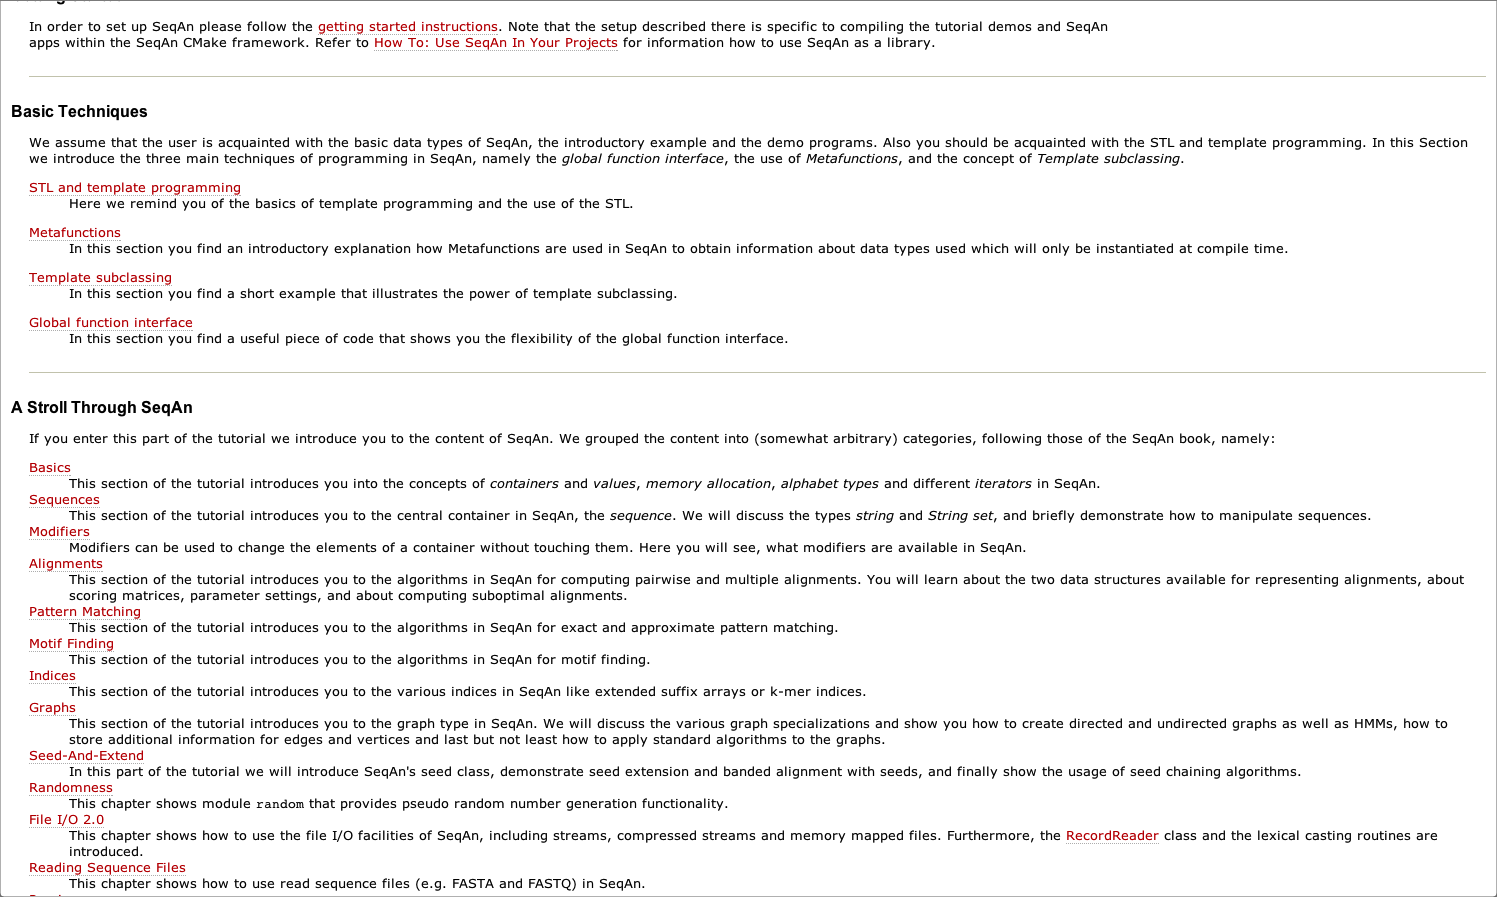 In order to set up SeqAn please follow the getting started instructions. Note that the setup described there is specific to compiling the tutorial demos and SeqAn
apps within the SeqAn CMake framework. Refer to How To: Use SeqAn In Your Projects for information how to use SeqAn as a library.
Basic Techniques
We assume that the user is acquainted with the basic data types of SeqAn, the introductory example and the demo programs. Also you should be acquainted with the STL and template programming. In this Section
we introduce the three main techniques of programming in SeqAn, namely the global function interface, the use of Metafunctions, and the concept of Template subclassing.
STL and template programming
Here we remind you of the basics of template programming and the use of the STL.
Metafunctions
In this section you find an introductory explanation how Metafunctions are used in SeqAn to obtain information about data types used which will only be instantiated at compile time.
Template subclassing
In this section you find a short example that illustrates the power of template subclassing.
Global function interface
In this section you find a useful piece of code that shows you the flexibility of the global function interface.
A Stroll Through SeqAn
If you enter this part of the tutorial we introduce you to the content of SeqAn. We grouped the content into (somewhat arbitrary) categories, following those of the SeqAn book, namely:
Basics
This section of the tutorial introduces you into the concepts of containers and values, memory allocation, alphabet types and different iterators in SeqAn.
Sequences
This section of the tutorial introduces you to the central container in SeqAn, the sequence. We will discuss the types string and String set, and briefly demonstrate how to manipulate sequences.
Modifiers
Modifiers can be used to change the elements of a container without touching them. Here you will see, what modifiers are available in SeqAn.
Alignments
This section of the tutorial introduces you to the algorithms in SeqAn for computing pairwise and multiple alignments. You will learn about the two data structures available for representing alignments, about
scoring matrices, parameter settings, and about computing suboptimal alignments.
Pattern Matching
This section of the tutorial introduces you to the algorithms in SeqAn for exact and approximate pattern matching.
Motif Finding
This section of the tutorial introduces you to the algorithms in SeqAn for motif finding.
Indices
This section of the tutorial introduces you to the various indices in SeqAn like extended suffix arrays or k-mer indices.
Graphs
This section of the tutorial introduces you to the graph type in SeqAn. We will discuss the various graph specializations and show you how to create directed and undirected graphs as well as HMMs, how to
store additional information for edges and vertices and last but not least how to apply standard algorithms to the graphs.
Seed-And-Extend
In this part of the tutorial we will introduce SeqAn's seed class, demonstrate seed extension and banded alignment with seeds, and finally show the usage of seed chaining algorithms.
Randomness
This chapter shows module random that provides pseudo random number generation functionality.
File I/O 2.0
This chapter shows how to use the file I/O facilities of SeqAn, including streams, compressed streams and memory mapped files. Furthermore, the RecordReader class and the lexical casting routines are
introduced.
Reading Sequence Files
This chapter shows how to use read sequence files (e.g. FASTA and FASTQ) in SeqAn.